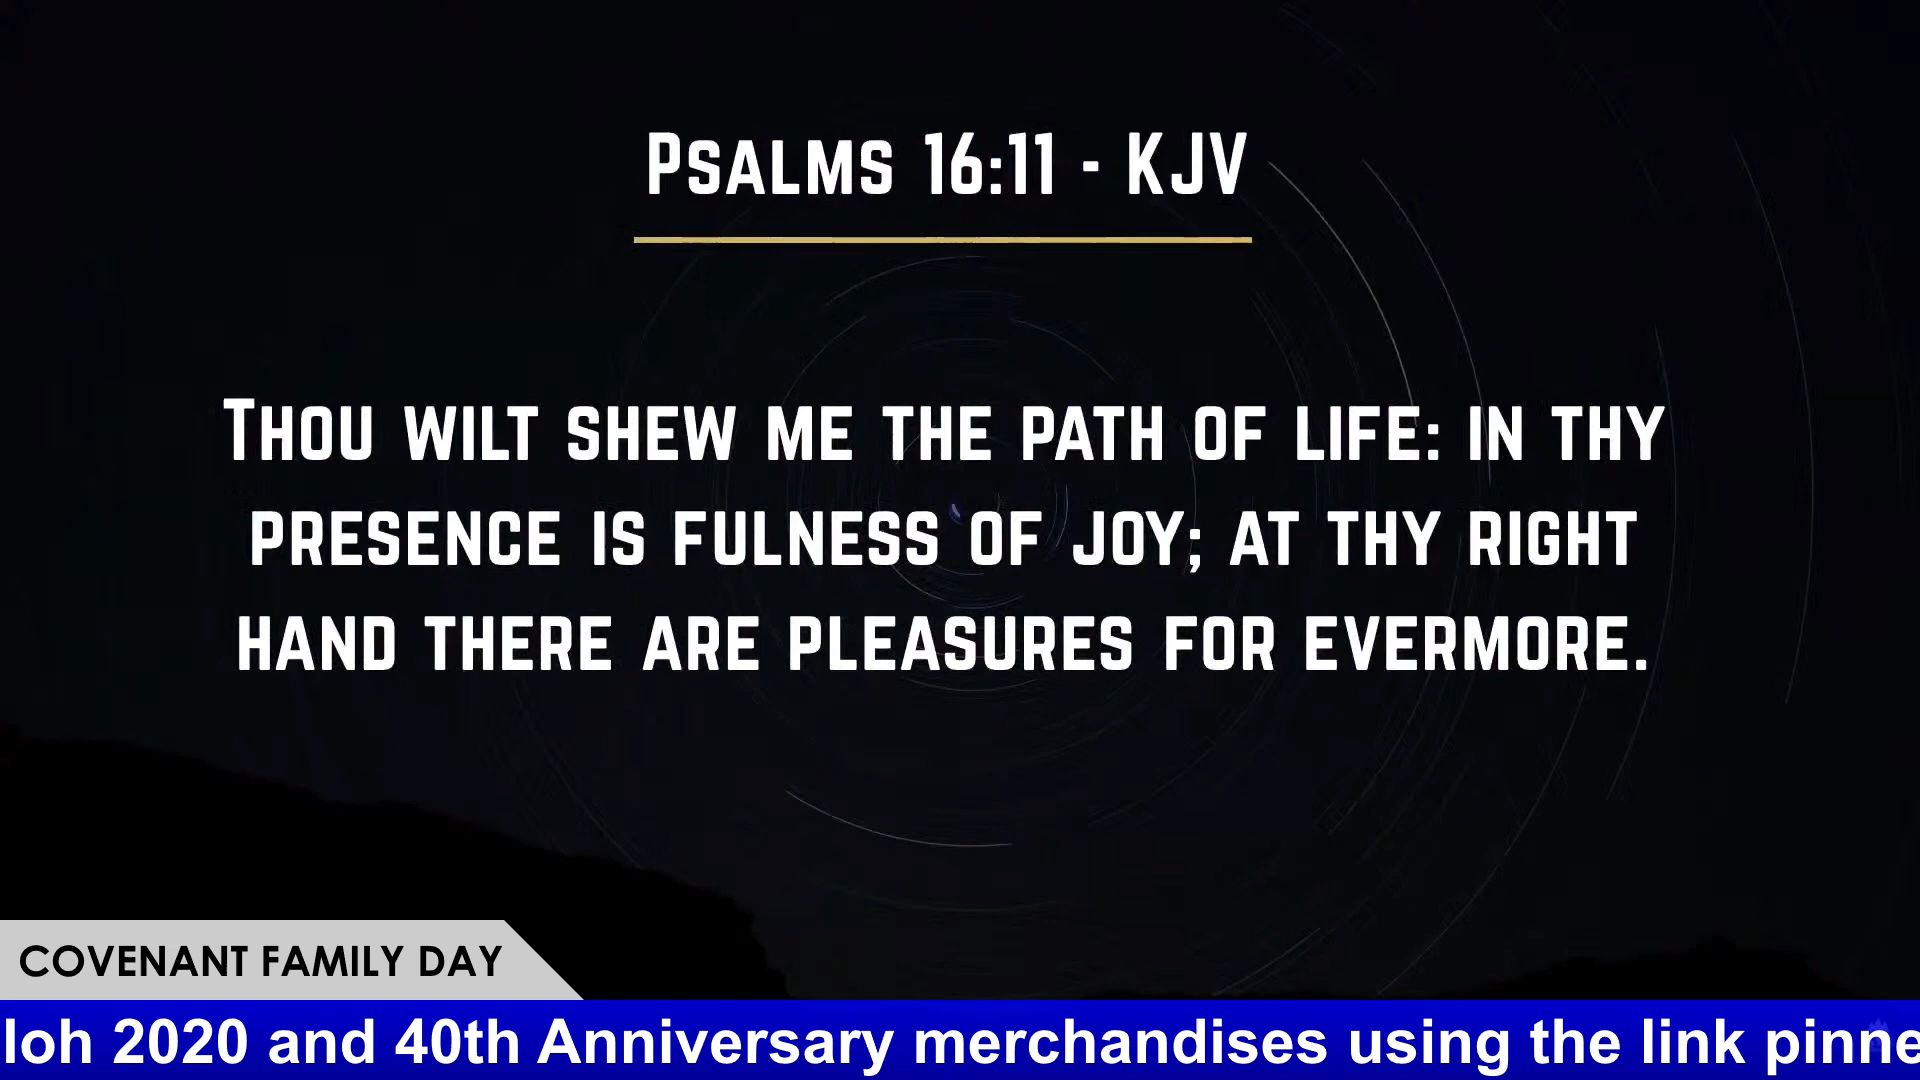 Psalms 16:11 - KJV
Thou wilt shew me the path of life: in thy
presence is fulness of joy; at thy right
hand there are pleasures for evermore.
COVENANT FAMILY DAY
loh 2020 and 40th Anniversary merchandises using the link pinne